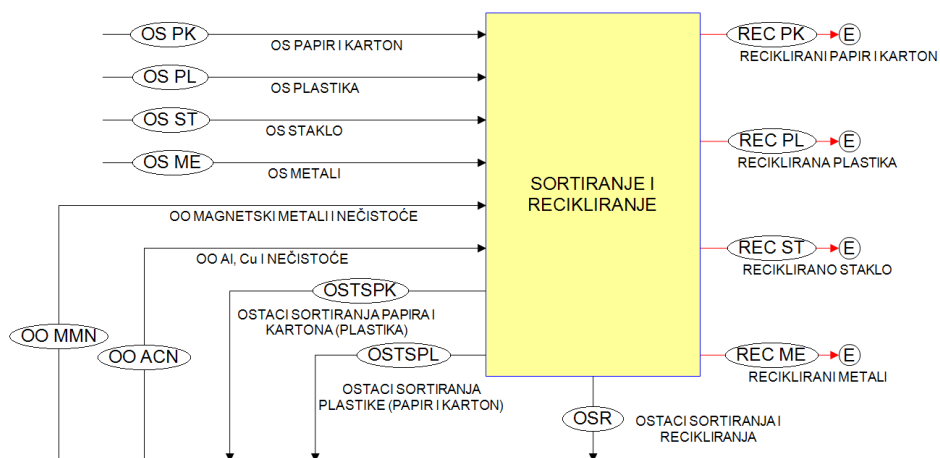 OS PK
OS PAPIR I KARTON
REC PK
E
RECIKLIRANI PAPIR I KARTON
OS PL
OS PLASTIKA
OS ST
OS STAKLO
REC PL
E
RECIKLIRANA PLASTIKA
OS ME
OS METALI
SORTIRANJE I
RECIKLIRANJE
OO MAGNETSKI METALI I NEČISTOĆE
OO Al, Cu I NEČISTOĆE
REC ST
E
RECIKLIRANO STAKLO
OSTSPK
OSTACI SORTIRANJA PAPIRA I
KARTONA (PLASTIKA)
OO MMN
OO ACN
OSTSPL
OSTACI SORTIRANJA
PLASTIKE (PAPIR I KARTON)
REC ME
E
RECIKLIRANI METALI
OSR
OSTACI SORTIRANJA I
RECIKLIRANJA